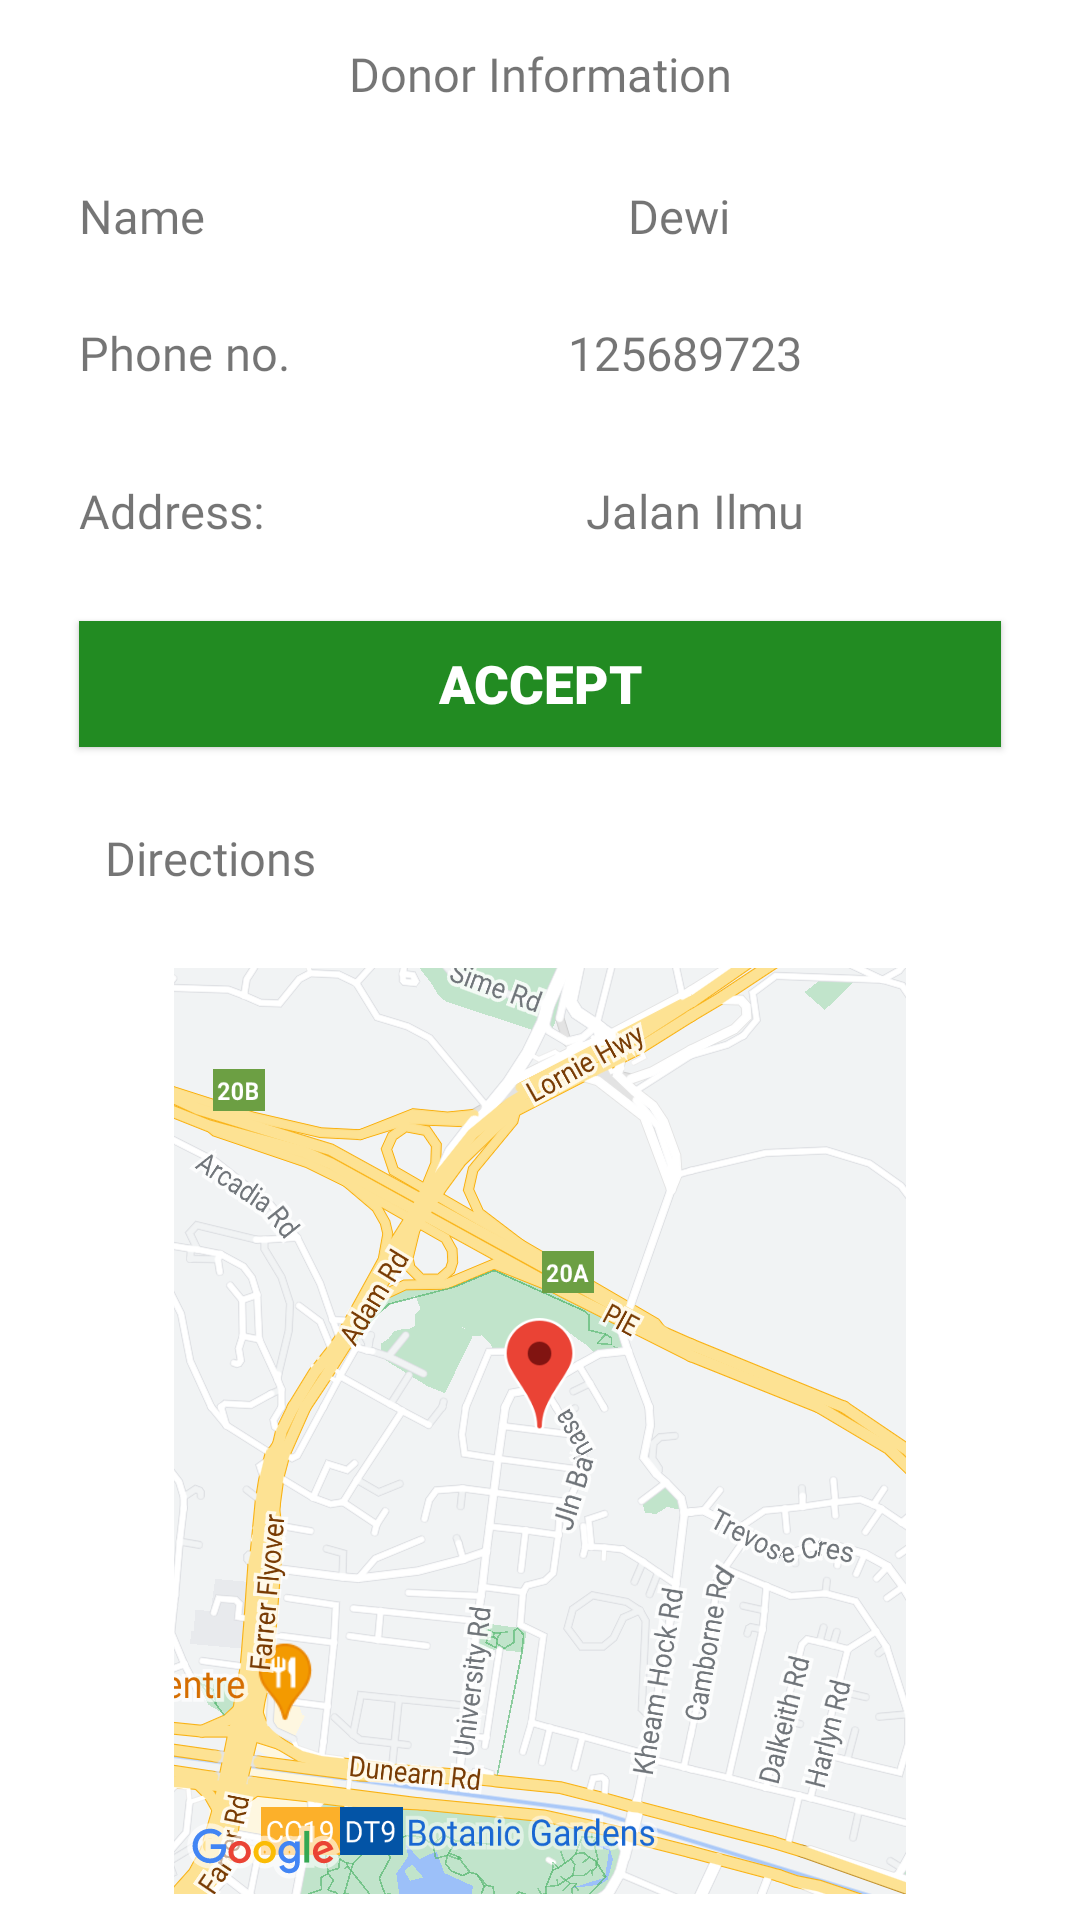 Donor Information
Name Dewi
Phone no. 125689723
Address: Jalan Ilmu
ACCEPT
Directions
Sime Rd
Lornie Hwy
20B
Arcadia Rd
Adam Rd
20A
PIE
Jln Banasa
Trevose Cres
Farrer Flyover
University Rd
Kheam Hock Rd
Camborne Rd
Dalkeith Rd
Harlyn Rd
entre
Dunearn Rd
CC19 DT9 Botanic Gardens
Google
Rd